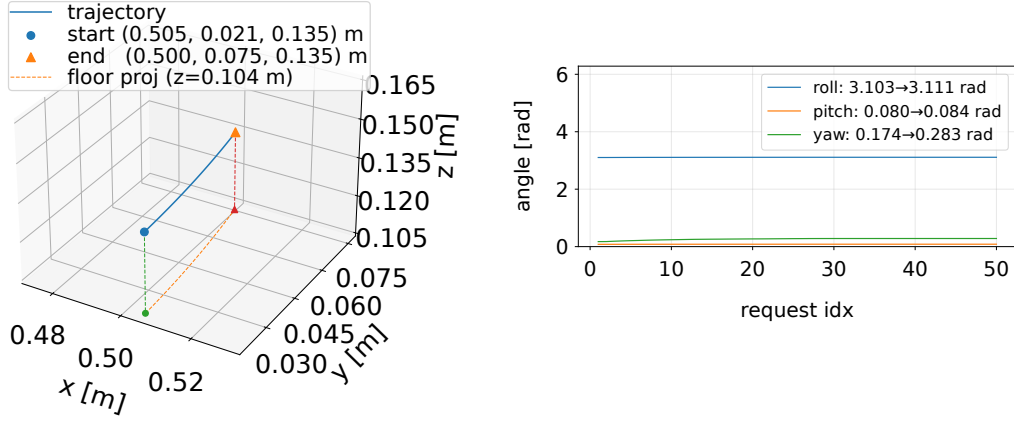 trajectory
start (0.505, 0.021, 0.135) m
end (0.500, 0.075, 0.135) m
floor proj (z=0.104 m)
0.165
0.150
0.135
0.120
0.105
z [m]
0.075
0.060
0.045
0.030
y [m]
0.48
0.50
0.52
x [m]
6
4
2
0
angle [rad]
roll: 3.103→3.111 rad
pitch: 0.080→0.084 rad
yaw: 0.174→0.283 rad
0
10
20
30
40
50
request idx